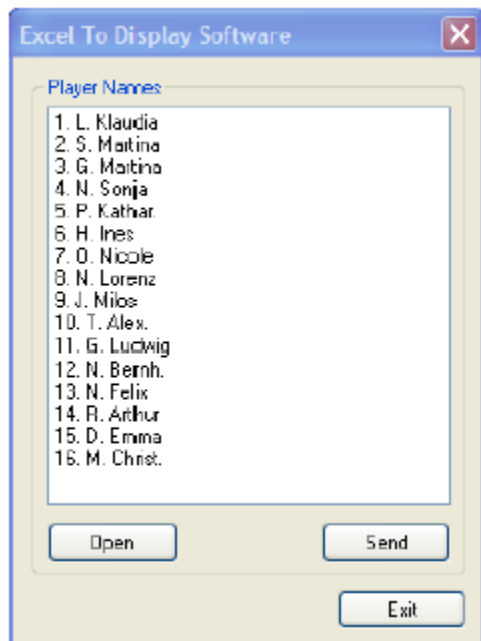 Excel To Display Software
Player Names
1. L. Klaudia
2. S. Martina
3. G. Martina
4. N. Sonja
5. P. Kathar.
6. H. Ines
7. O. Nicole
8. N. Lorenz
9. J. Milos
10. T. Alex.
11. G. Ludwig
12. N. Bernh.
13. N. Felix
14. R. Arthur
15. D. Emma
16. M. Christ.
Open
Send
Exit